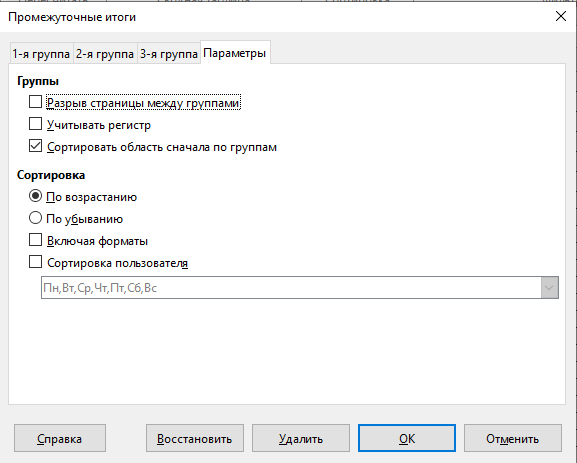 Промежуточные итоги
1-я группа 2-я группа 3-я группа Параметры
Группы
Разрыв страницы между группами
Учитывать регистр
Сортировать область сначала по группам
Сортировка
По возрастанию
По убыванию
Включая форматы
Сортировка пользователя
Пн,Вт,Ср,Чт,Пт,Сб,Вс
Справка Восстановить Удалить ОК Отменить